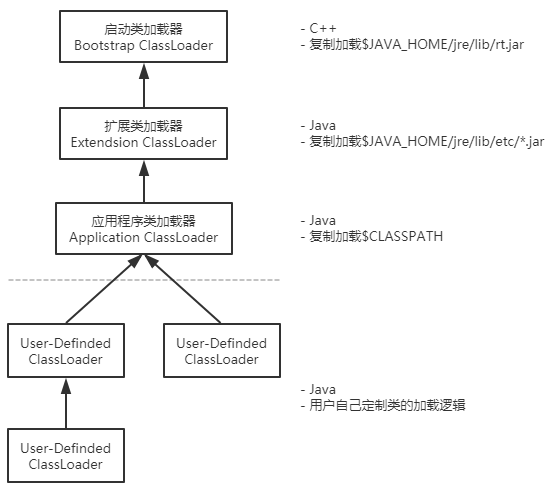 启动类加载器
Bootstrap ClassLoader
- C++
- 复制加载$JAVA_HOME/jre/lib/rt.jar
扩展类加载器
Extendsion ClassLoader
- Java
- 复制加载$JAVA_HOME/jre/lib/etc/*.jar
应用程序类加载器
Application ClassLoader
- Java
- 复制加载$CLASSPATH
User-Definded
ClassLoader
User-Definded
ClassLoader
- Java
- 用户自己定制类的加载逻辑
User-Definded
ClassLoader